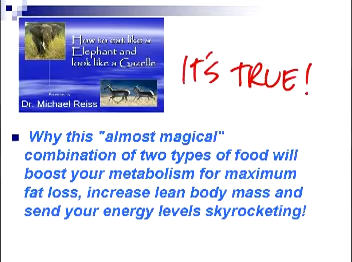 How to eat like a
Elephant and
look like a Gazelle
Dr. Michael Reiss
IT'S TRUE!
Why this "almost magical"
combination of two types of food will
boost your metabolism for maximum
fat loss, increase lean body mass and
send your energy levels skyrocketing!